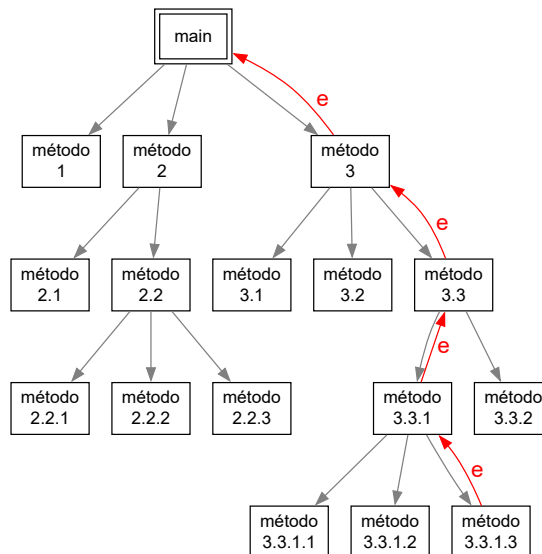 main
e
método
1
método
2
método
3
e
método
2.1
método
2.2
método
3.1
método
3.2
método
3.3
e
método
2.2.1
método
2.2.2
método
2.2.3
método
3.3.1
método
3.3.2
e
método
3.3.1.1
método
3.3.1.2
método
3.3.1.3